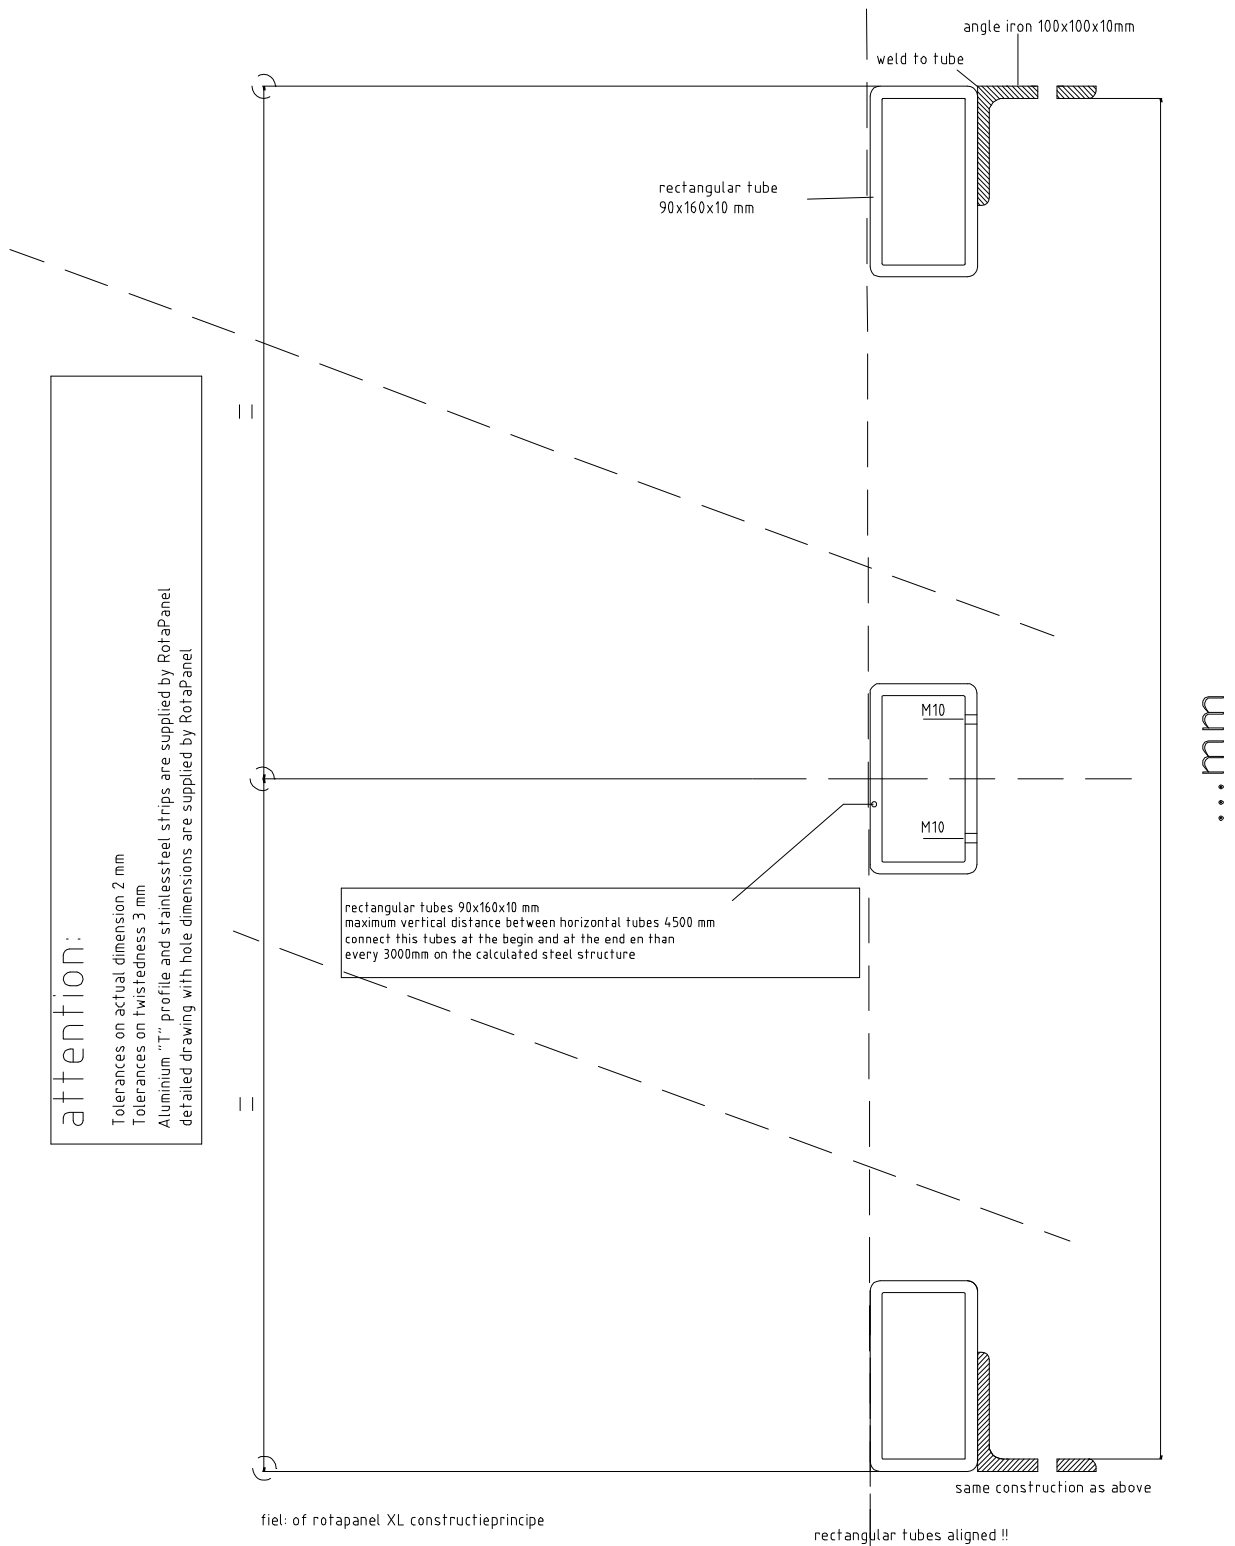 angle iron 100x100x10mm
weld to tube
rectangular tube
90x160x10 mm
attention:
Tolerances on actual dimension 2 mm
Tolerances on twistedness 3 mm
Aluminium "T" profile and stainlessteel strips are supplied by RotaPanel
detailed drawing with hole dimensions are supplied by RotaPanel
M10
M10
...mm
rectangular tubes 90x160x10 mm
maximum vertical distance between horizontal tubes 4500 mm
connect this tubes at the begin and at the end en than
every 3000mm on the calculated steel structure
same construction as above
fiel: of rotapanel XL constructieprincipe
rectangular tubes aligned !!